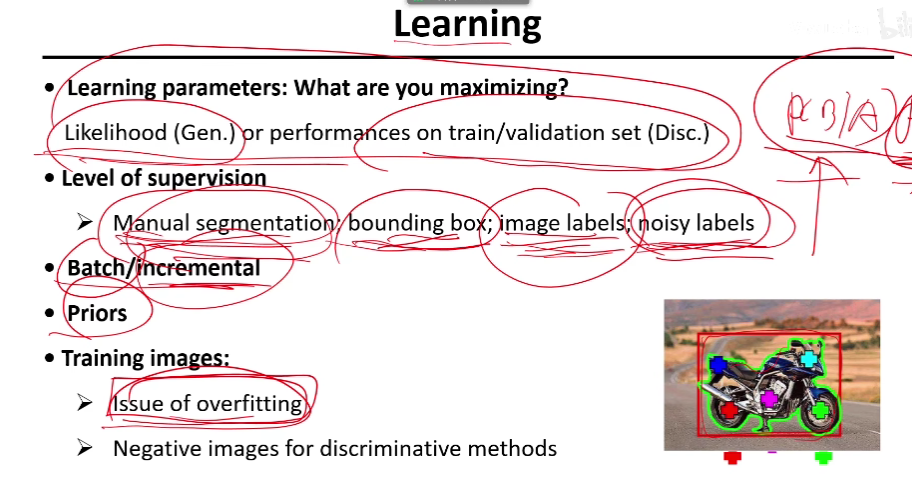 Learning
• Learning parameters: What are you maximizing?
Likelihood (Gen.) or performances on train/validation set (Disc.)
• Level of supervision
➢ Manual segmentation; bounding box; image labels; noisy labels
• Batch/incremental
• Priors
• Training images:
➢ Issue of overfitting
➢ Negative images for discriminative methods